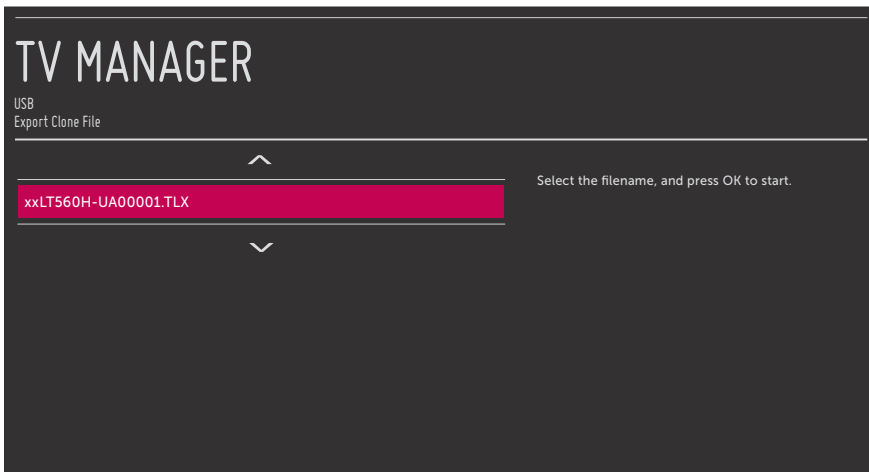 TV MANAGER
USB
Export Clone File
Select the filename, and press OK to start.
xxLT560H-UA00001.TLX